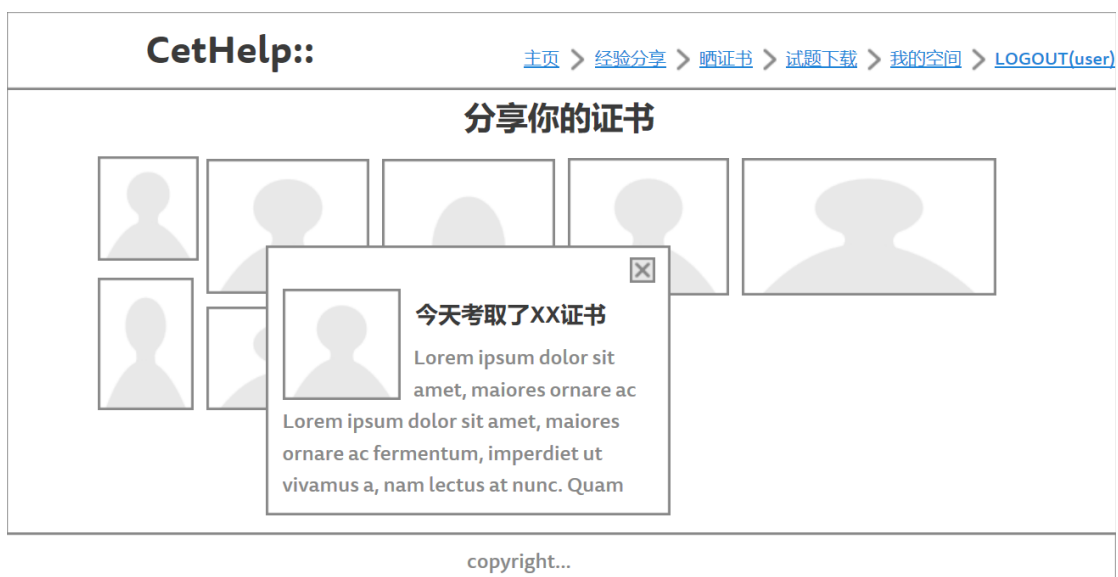 CetHelp::
主页 > 经验分享 > 晒证书 > 试题下载 > 我的空间 > LOGOUT(user)
分享你的证书
今天考取了XX证书
Lorem ipsum dolor sit
amet, maiores ornare ac
Lorem ipsum dolor sit amet, maiores
ornare ac fermentum, imperdiet ut
vivamus a, nam lectus at nunc. Quam
copyright...